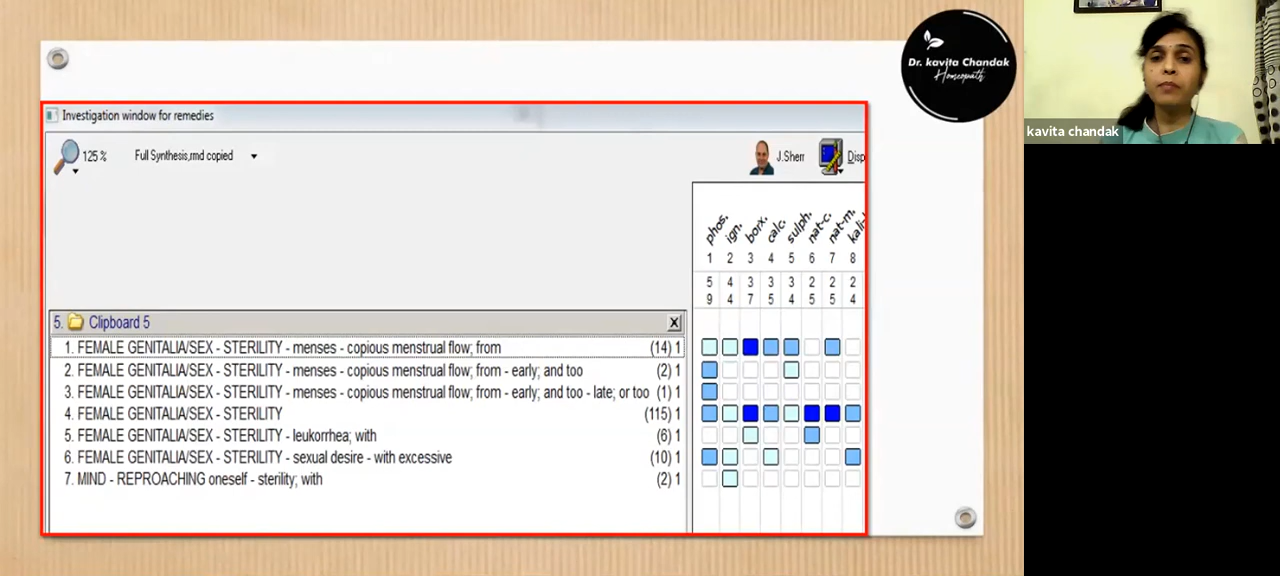 Dr. kavita Chandak
Homeopath
kavita chandak
Investigation window for remedies
125 %
Full Synthesis,rmd copied
J.Sherr
Disp
phos. ign. borx. calc. sulph. nat-c. nat-m. kali-
1 2 3 4 5 6 7 8
5 4 3 3 3 2 2 2
9 4 7 5 4 5 5 4
5. Clipboard 5 X
1. FEMALE GENITALIA/SEX - STERILITY - menses - copious menstrual flow; from (14) 1
2. FEMALE GENITALIA/SEX - STERILITY - menses - copious menstrual flow; from - early; and too (2) 1
3. FEMALE GENITALIA/SEX - STERILITY - menses - copious menstrual flow; from - early; and too - late; or too (1) 1
4. FEMALE GENITALIA/SEX - STERILITY (115) 1
5. FEMALE GENITALIA/SEX - STERILITY - leukorrhea; with (6) 1
6. FEMALE GENITALIA/SEX - STERILITY - sexual desire - with excessive (10) 1
7. MIND - REPROACHING oneself - sterility; with (2) 1